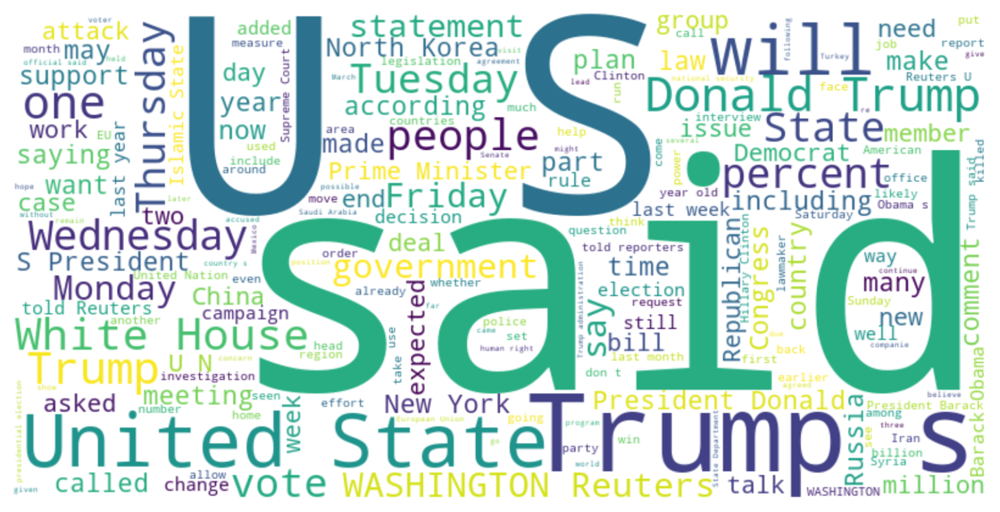 voter
attack
added
statement
group
call
will
following
need
put
month
may
measure
North Korea
visit
plan
law
job
report
official said
held
Thursday
U S
legislation
agreement
Clinton
Turkey
make
give
support
Islamic State
day
Supreme Court
March
Tuesday
lead
run
national security
Reuters U
one
year
according
much
Donald Trump
face
work
now
area
countries
people
help
interview
re
EU
used
made
issue
State
member
saying
last year
include
Senate
might
come
several
Democrat
American
around
Prime Minister
part
power
percent
Trump said
killed
hope
want
possible
rule
office
case
later
move
end
Friday
year old
including
likely
Obama s
without
remain
two
accused
Saudi Arabia
decision
last week
Saturday
Wednesday
Mexico
said
deal
question
think
S President
country s
position
order
told reporters
Republican
Hillary Clinton
Congress
lawmaker
country
way
continue
comment
Monday
United Nation
even
government
time
many
China
already
whether
election
Sunday
told Reuters
another
campaign
expected
far
say
request
new
White House
police
still
well
head
came
set
Trump administration
bill
companie
region
use
human right
last month
first
back
due
Trump
U N
concern
take
don t
earlier
show
investigation
agreed
asked
meeting
seen
effort
New York
President Donald
believe
number
week
Russia
President Barack
Barack Obama
presidential election
United State
home
European Union
going
Trump s
program
State Department
win
among
see
three
go
party
Iran
world
billion
Syria
given
called
allow
change
vote
WASHINGTON Reuters
talk
WASHINGTON
million